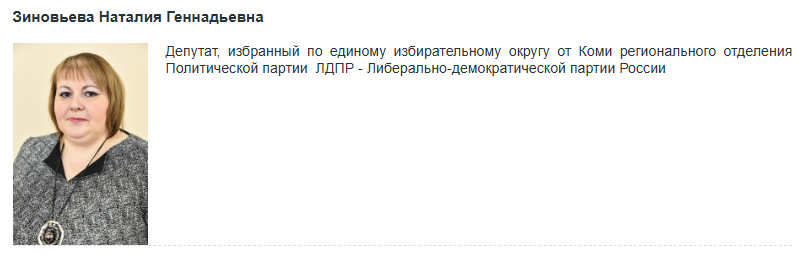 Зиновьева Наталия Геннадьевна
Депутат, избранный по единому избирательному округу от Коми регионального отделения
Политической партии ЛДПР - Либерально-демократической партии России